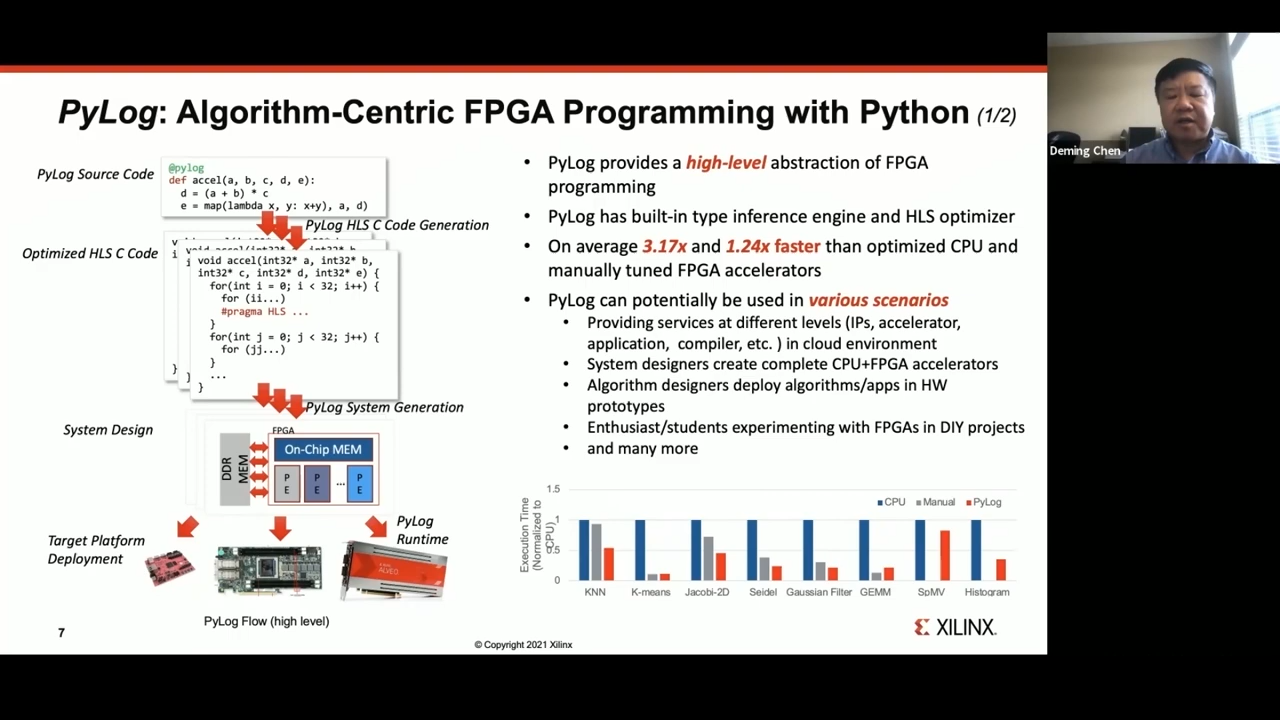 PyLog: Algorithm-Centric FPGA Programming with Python (1/2)
Deming Chen
PyLog Source Code
@pylog
def accel(a, b, c, d, e):
d = (a + b) * c
e = map(lambda x, y: x+y), a, d)
PyLog HLS C Code Generation
Optimized HLS C Code
void accel(int32* a, int32* b,
int32* c, int32* d, int32* e) {
for(int i = 0; i < 32; i++) {
for (ii...)
#pragma HLS ...
}
for(int j = 0; j < 32; j++) {
for (jj...)
}
...
}
PyLog System Generation
System Design
FPGA
DDR
MEM
On-Chip MEM
PE
PE
...
PE
Target Platform
Deployment
PyLog
Runtime
ALVEO
PyLog Flow (high level)
• PyLog provides a high-level abstraction of FPGA
programming
• PyLog has built-in type inference engine and HLS optimizer
• On average 3.17x and 1.24x faster than optimized CPU and
manually tuned FPGA accelerators
• PyLog can potentially be used in various scenarios
• Providing services at different levels (IPs, accelerator,
application, compiler, etc. ) in cloud environment
• System designers create complete CPU+FPGA accelerators
• Algorithm designers deploy algorithms/apps in HW
prototypes
• Enthusiast/students experimenting with FPGAs in DIY projects
• and many more
Execution Time
(Normalized to
CPU)
1.5
1
0.5
0
CPU Manual PyLog
KNN K-means Jacobi-2D Seidel Gaussian Filter GEMM SpMV Histogram
7
© Copyright 2021 Xilinx
XILINX.